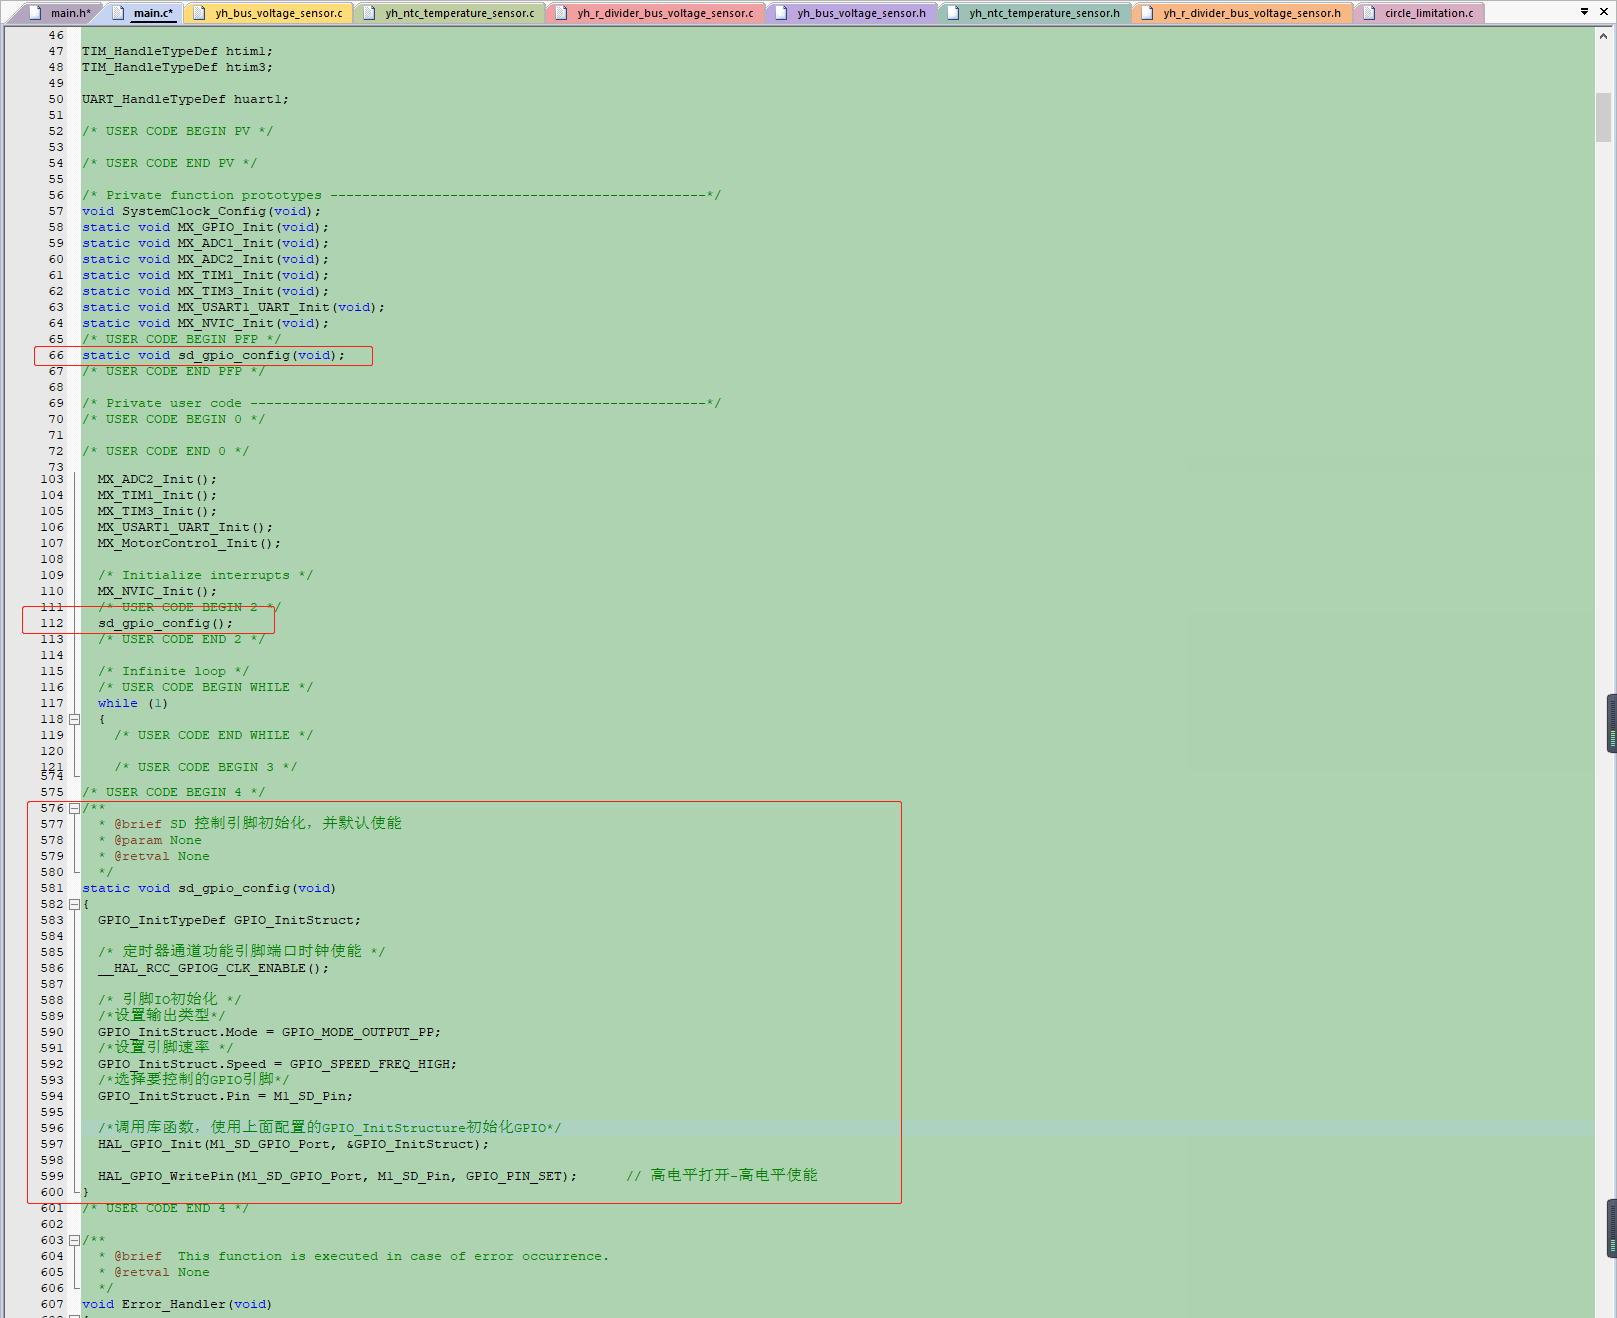 main.h* main.c* yh_bus_voltage_sensor.c yh_ntc_temperature_sensor.c yh_r_divider_bus_voltage_sensor.c yh_bus_voltage_sensor.h yh_ntc_temperature_sensor.h yh_r_divider_bus_voltage_sensor.h circle_limitation.c
46
47 TIM_HandleTypeDef htim1;
48 TIM_HandleTypeDef htim3;
49
50 UART_HandleTypeDef huart1;
51
52 /* USER CODE BEGIN PV */
53
54 /* USER CODE END PV */
55
56 /* Private function prototypes -----------------------------------------------*/
57 void SystemClock_Config(void);
58 static void MX_GPIO_Init(void);
59 static void MX_ADC1_Init(void);
60 static void MX_ADC2_Init(void);
61 static void MX_TIM1_Init(void);
62 static void MX_TIM3_Init(void);
63 static void MX_USART1_UART_Init(void);
64 static void MX_NVIC_Init(void);
65 /* USER CODE BEGIN PFP */
66 static void sd_gpio_config(void);
67 /* USER CODE END PFP */
68
69 /* Private user code ---------------------------------------------------------*/
70 /* USER CODE BEGIN 0 */
71
72 /* USER CODE END 0 */
73
103 MX_ADC2_Init();
104 MX_TIM1_Init();
105 MX_TIM3_Init();
106 MX_USART1_UART_Init();
107 MX_MotorControl_Init();
108
109 /* Initialize interrupts */
110 MX_NVIC_Init();
111 /* USER CODE BEGIN 2 */
112 sd_gpio_config();
113 /* USER CODE END 2 */
114
115 /* Infinite loop */
116 /* USER CODE BEGIN WHILE */
117 while (1)
118 {
119 /* USER CODE END WHILE */
120
121 /* USER CODE BEGIN 3 */
574
575 /* USER CODE BEGIN 4 */
576 /**
577 * @brief SD 控制引脚初始化，并默认使能
578 * @param None
579 * @retval None
580 */
581 static void sd_gpio_config(void)
582 {
583 GPIO_InitTypeDef GPIO_InitStruct;
584
585 /* 定时器通道功能引脚端口时钟使能 */
586 __HAL_RCC_GPIOG_CLK_ENABLE();
587
588 /* 引脚IO初始化 */
589 /*设置输出类型*/
590 GPIO_InitStruct.Mode = GPIO_MODE_OUTPUT_PP;
591 /*设置引脚速率 */
592 GPIO_InitStruct.Speed = GPIO_SPEED_FREQ_HIGH;
593 /*选择要控制的GPIO引脚*/
594 GPIO_InitStruct.Pin = M1_SD_Pin;
595
596 /*调用库函数，使用上面配置的GPIO_InitStructure初始化GPIO*/
597 HAL_GPIO_Init(M1_SD_GPIO_Port, &GPIO_InitStruct);
598
599 HAL_GPIO_WritePin(M1_SD_GPIO_Port, M1_SD_Pin, GPIO_PIN_SET); // 高电平打开-高电平使能
600 }
601 /* USER CODE END 4 */
602
603 /**
604 * @brief This function is executed in case of error occurrence.
605 * @retval None
606 */
607 void Error_Handler(void)